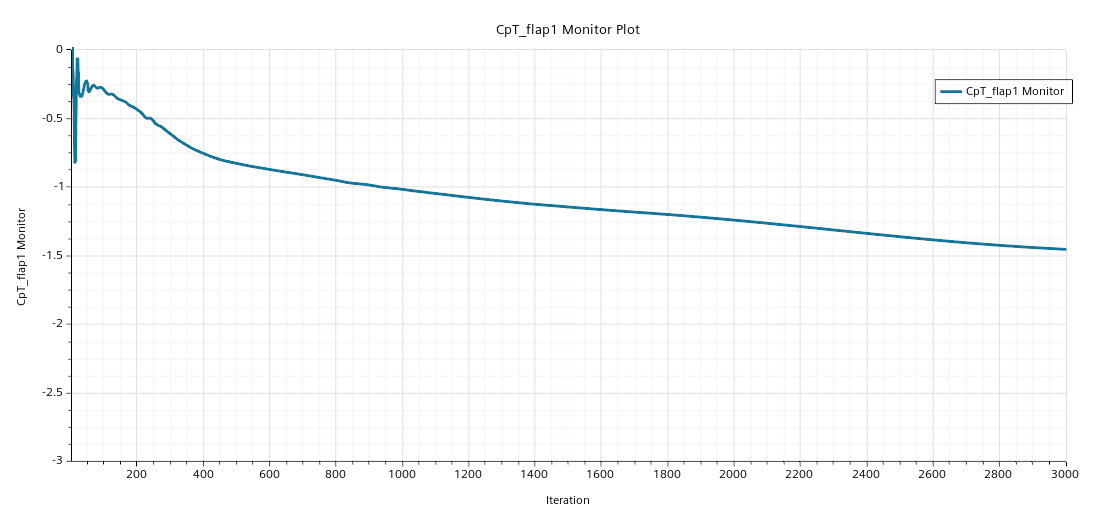 CpT_flap1 Monitor Plot
0
-0.5
-1
-1.5
-2
-2.5
-3
CpT_flap1 Monitor
CpT_flap1 Monitor
200 400 600 800 1000 1200 1400 1600 1800 2000 2200 2400 2600 2800 3000
Iteration